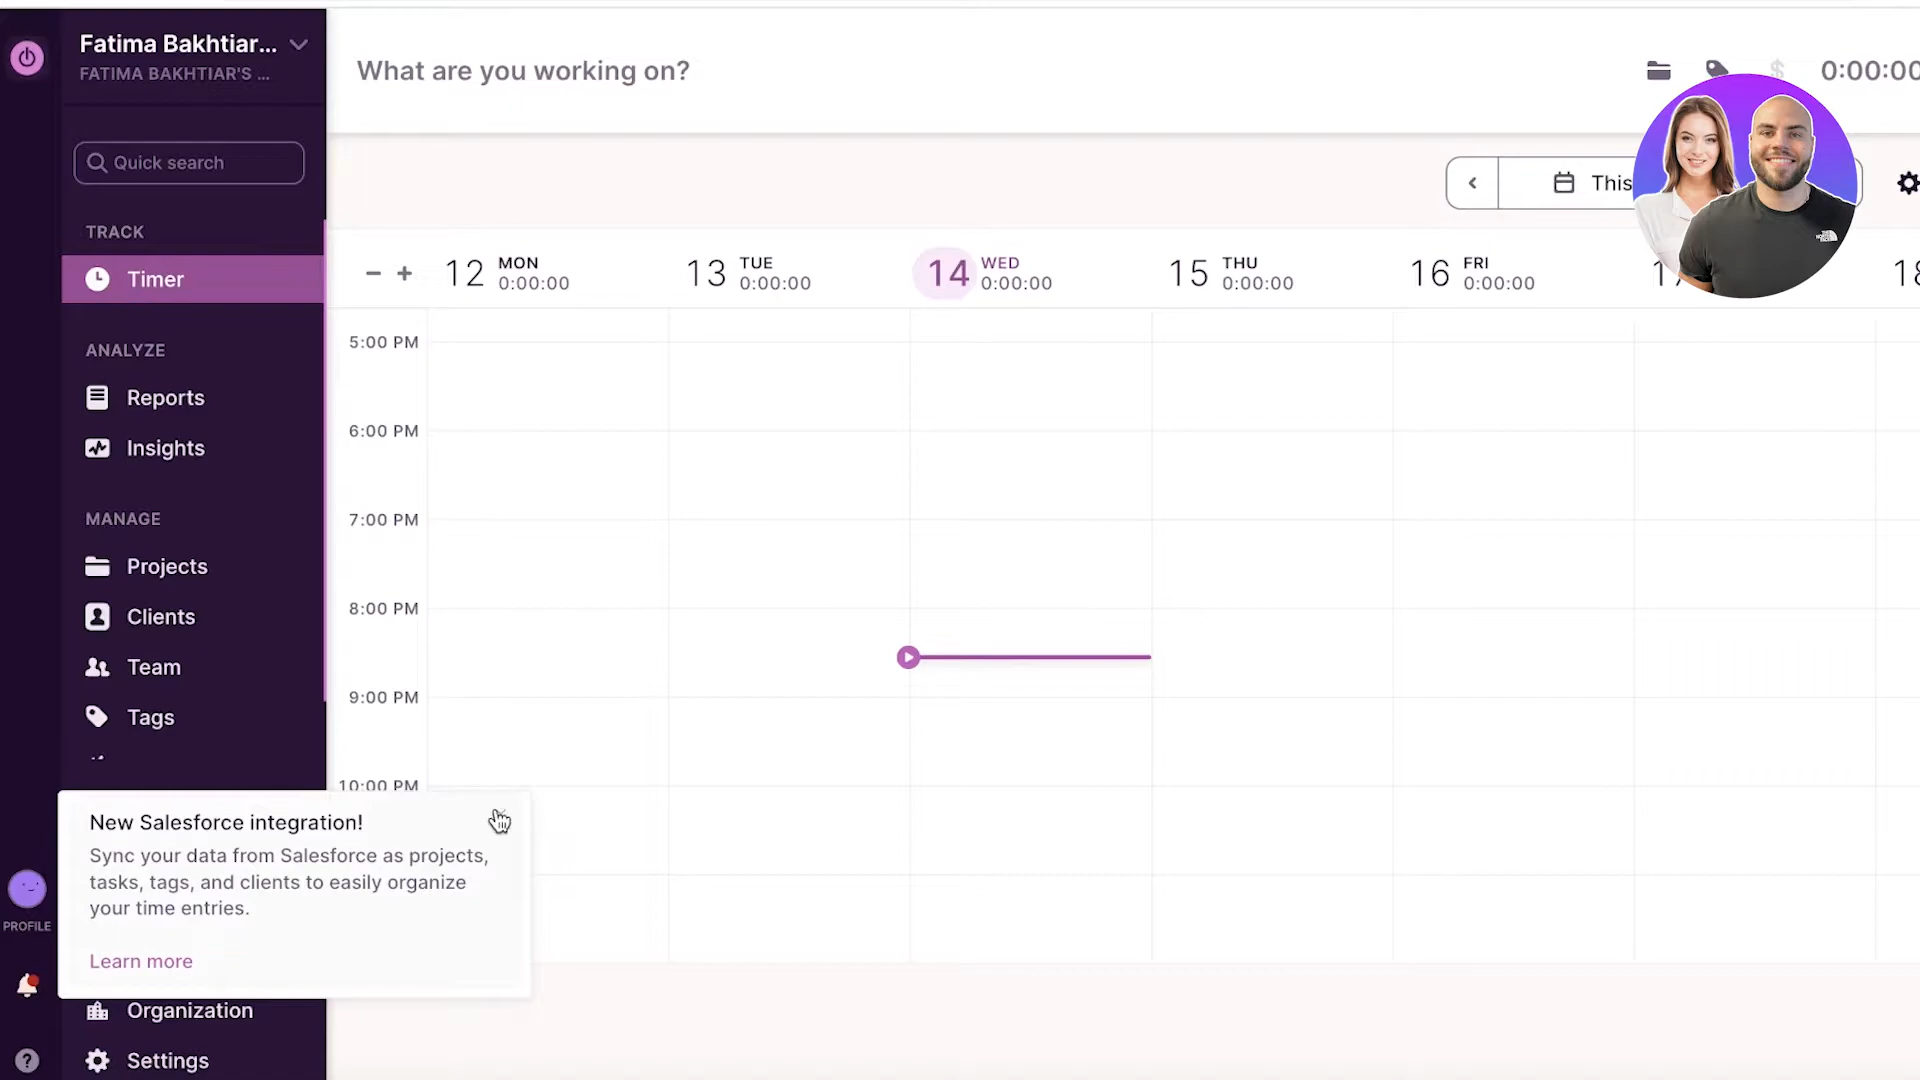 Fatima Bakhtiar...
FATIMA BAKHTIAR'S ...
Quick search
TRACK
Timer
ANALYZE
Reports
Insights
MANAGE
Projects
Clients
Team
Tags
New Salesforce integration!
Sync your data from Salesforce as projects,
tasks, tags, and clients to easily organize
your time entries.
Learn more
Organization
Settings
PROFILE
?
What are you working on?
$
0:00:00
This
12 MON 0:00:00
13 TUE 0:00:00
14 WED 0:00:00
15 THU 0:00:00
16 FRI 0:00:00
5:00 PM
6:00 PM
7:00 PM
8:00 PM
9:00 PM
10:00 PM